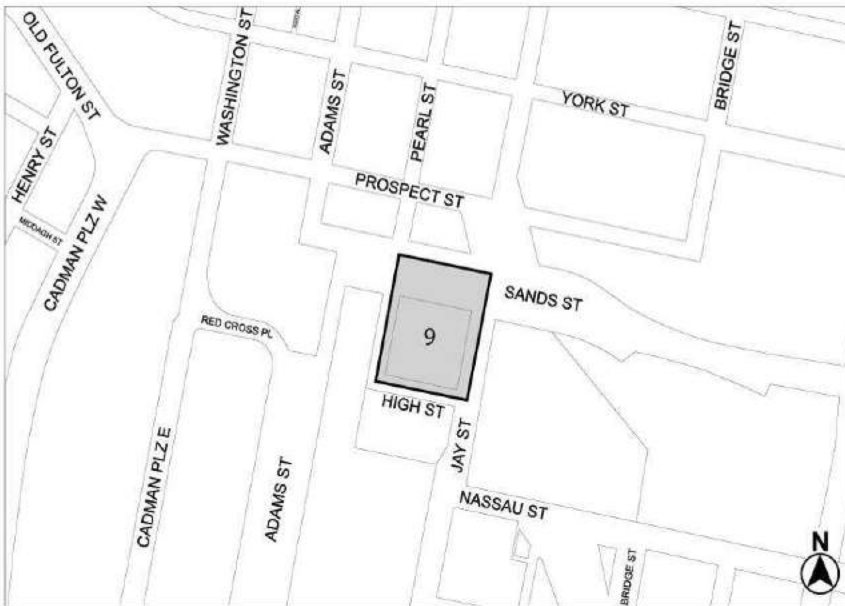 OLD FULTON ST
WASHINGTON ST
ADAMS ST
PEARL ST
YORK ST
BRIDGE ST
HENRY ST
PROSPECT ST
MIDDAGH ST
CADMAN PLZ W
SANDS ST
RED CROSS PL
9
HIGH ST
JAY ST
CADMAN PLZ E
ADAMS ST
NASSAU ST
BRIDGE ST
N